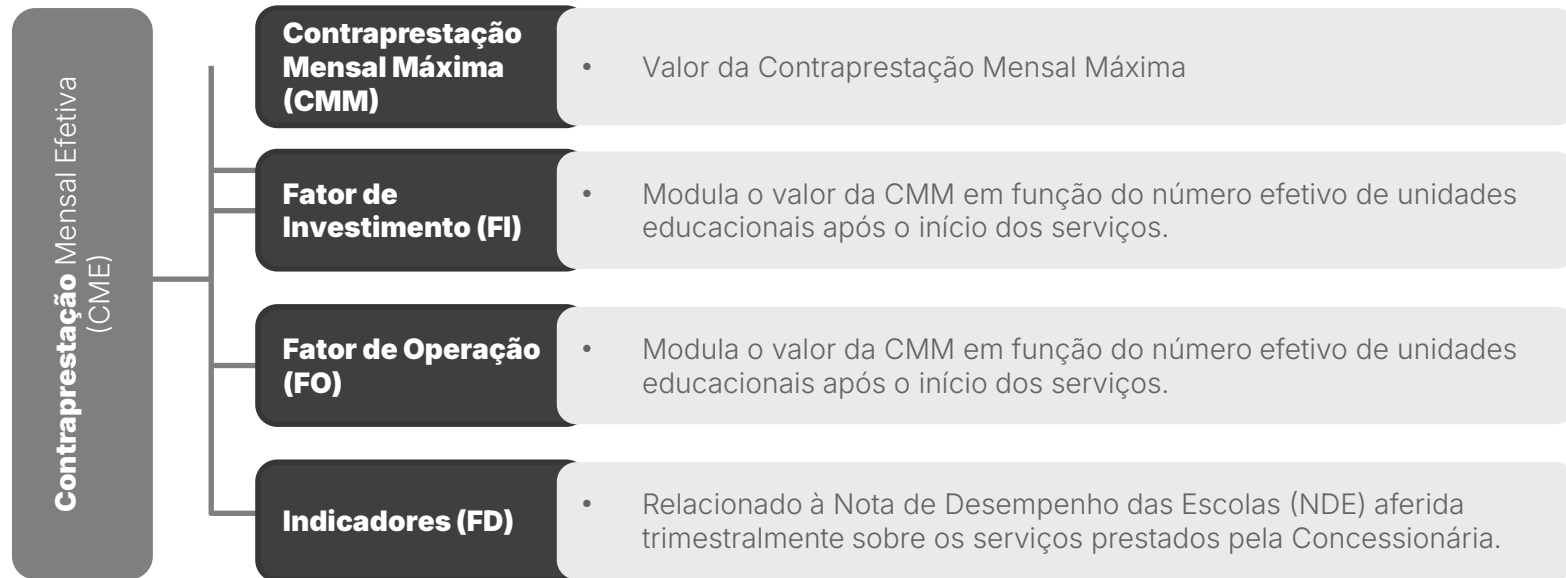 Contraprestação Mensal Efetiva
(CME)
Contraprestação
Mensal Máxima
(CMM)
• Valor da Contraprestação Mensal Máxima
Fator de
Investimento (FI)
• Modula o valor da CMM em função do número efetivo de unidades
educacionais após o início dos serviços.
Fator de Operação
(FO)
• Modula o valor da CMM em função do número efetivo de unidades
educacionais após o início dos serviços.
Indicadores (FD)
• Relacionado à Nota de Desempenho das Escolas (NDE) aferida
trimestralmente sobre os serviços prestados pela Concessionária.